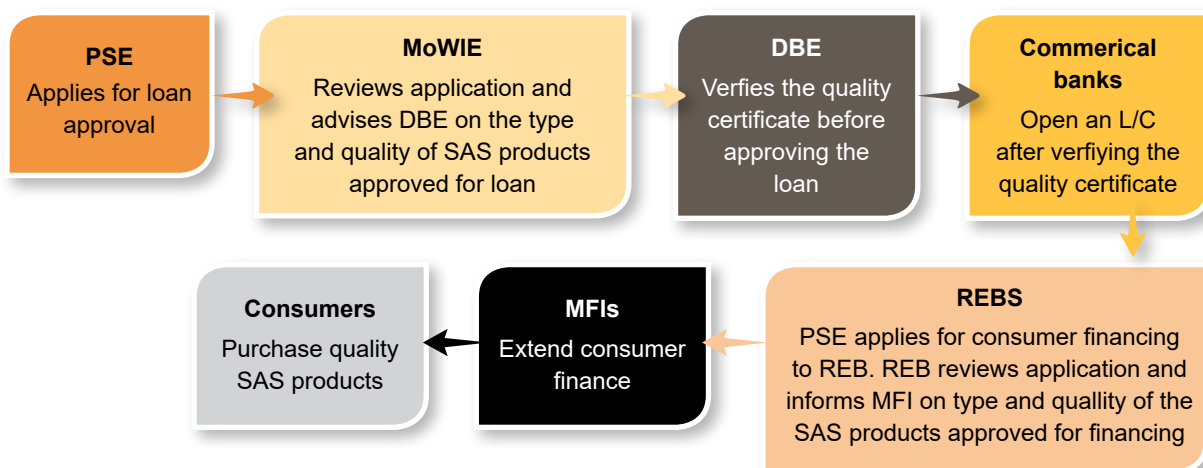 PSE
Applies for loan
approval
MoWIE
Reviews application and
advises DBE on the type
and quality of SAS products
approved for loan
DBE
Verfies the quality
certificate before
approving the
loan
Commerical
banks
Open an L/C
after verfiying the
quality certificate
REBS
PSE applies for consumer financing
to REB. REB reviews application and
informs MFI on type and quallity of the
SAS products approved for financing
MFIs
Extend consumer
finance
Consumers
Purchase quality
SAS products